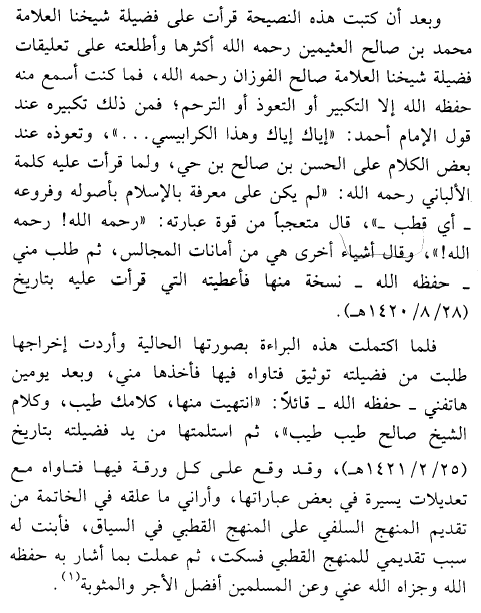 وبعد أن كتبت هذه النصيحة قرأت على فضيلة شيخنا العلامة
محمد بن صالح العثيمين رحمه الله أكثرها وأطلعته على تعليقات
فضيلة شيخنا العلامة صالح الفوزان رحمه الله، فما كنت أسمع منه
حفظه الله إلا التكبير أو التعوذ أو الترحم؛ فمن ذلك تكبيره عند
قول الإمام أحمد: «إياك إياك وهذا الكرابيسي...»، وتعوذه عند
بعض الكلام على الحسن بن صالح بن حي، ولما قرأت عليه كلمة
الألباني رحمه الله: «لم يكن على معرفة بالإسلام بأصوله وفروعه
ـ أي قطب ـ»، قال متعجباً من قوة عبارته: «رحمه الله! رحمه
الله!»، وقال أشياء أخرى هي من أمانات المجالس، ثم طلب مني
ـ حفظه الله ـ نسخة منها فأعطيته التي قرأت عليه بتاريخ
(١٤٢٠/٨/٢٨هـ).
فلما اكتملت هذه البراءة بصورتها الحالية وأردت إخراجها
طلبت من فضيلته توثيق فتاواه فيها فأخذها مني، وبعد يومين
هاتفني ـ حفظه الله ـ قائلاً: «انتهيت منها، كلامك طيب، وكلام
الشيخ صالح طيب طيب»، ثم استلمتها من يد فضيلته بتاريخ
(١٤٢١/٢/٢٥هـ)، وقد وقع على كل ورقة فيها فتاواه مع
تعديلات يسيرة في بعض عباراتها، وأراني ما علقه في الخاتمة من
تقديم المنهج السلفي على المنهج القطبي في السياق، فأبنت له
سبب تقديمي للمنهج القطبي فسكت، ثم عملت بما أشار به حفظه
الله وجزاه الله عني وعن المسلمين أفضل الأجر والمثوبة(١).